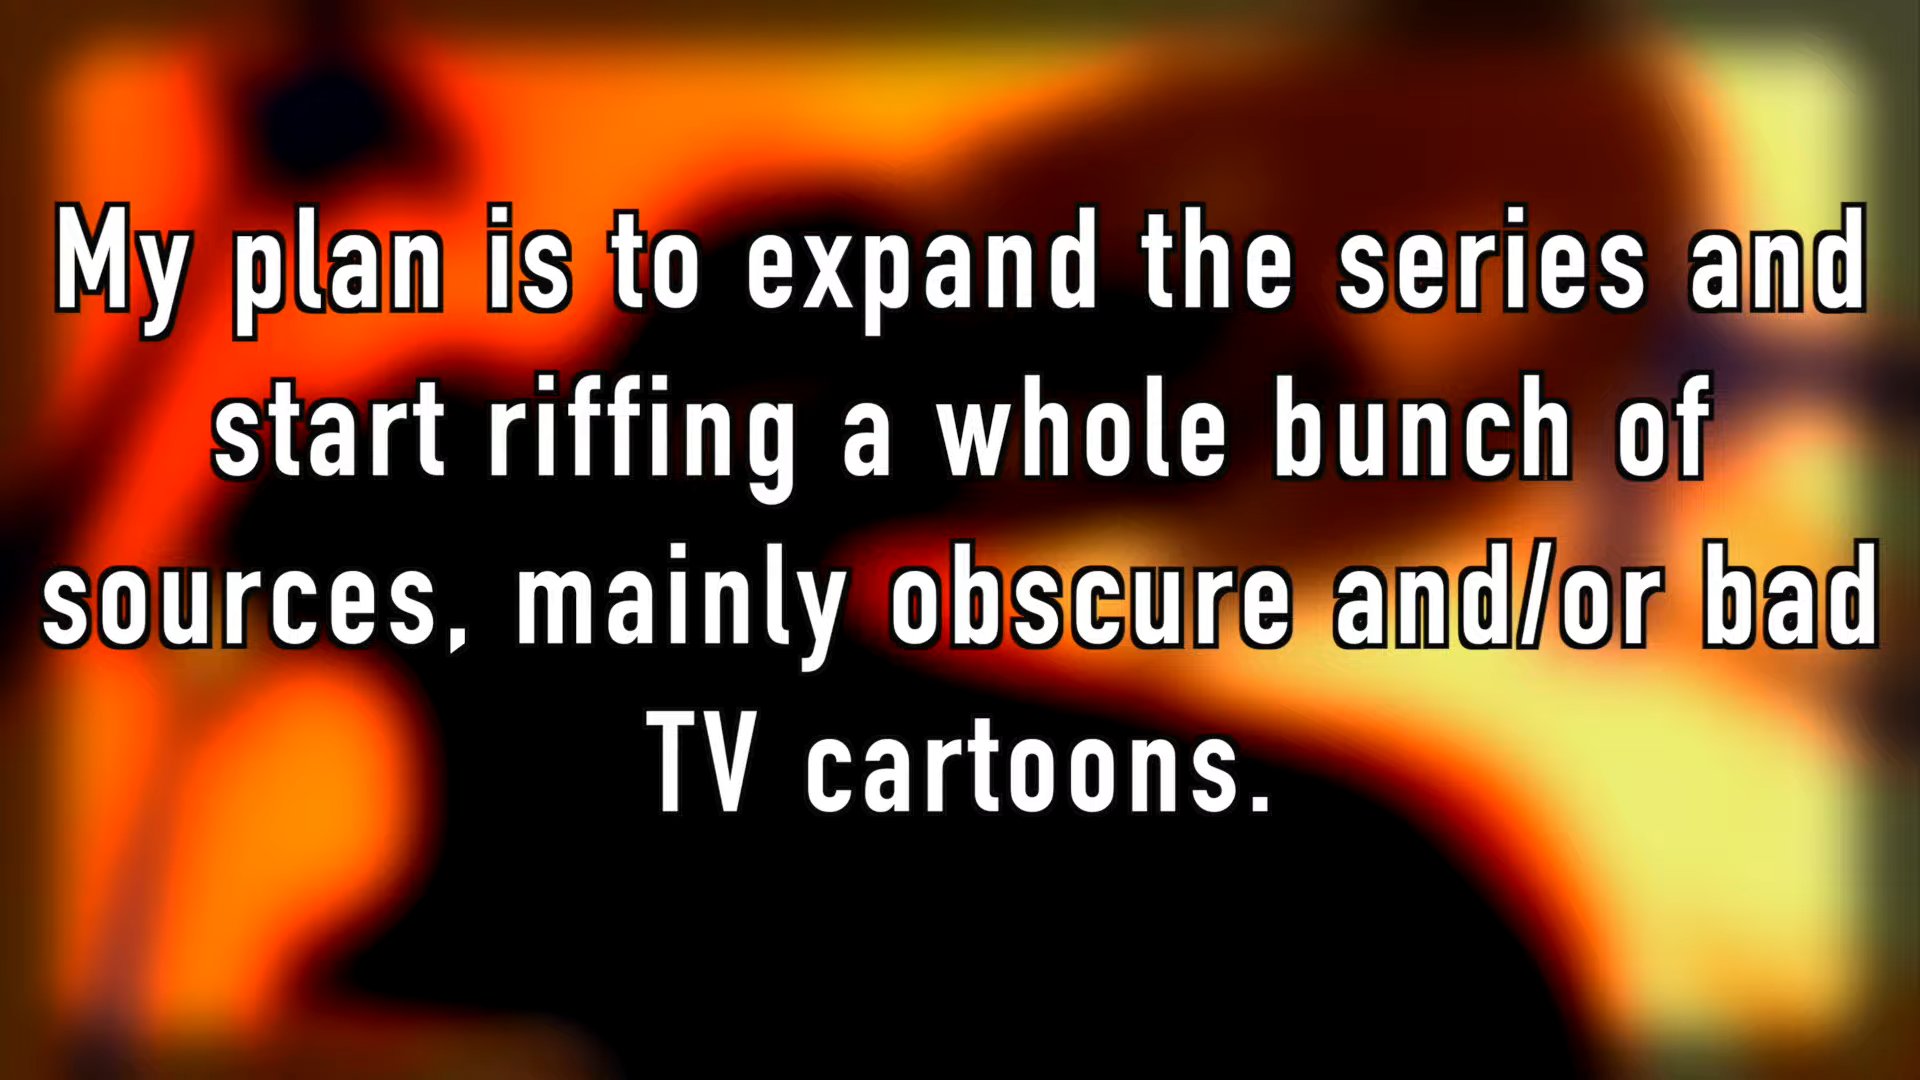 My plan is to expand the series and
start riffing a whole bunch of
sources, mainly obscure and/or bad
TV cartoons.